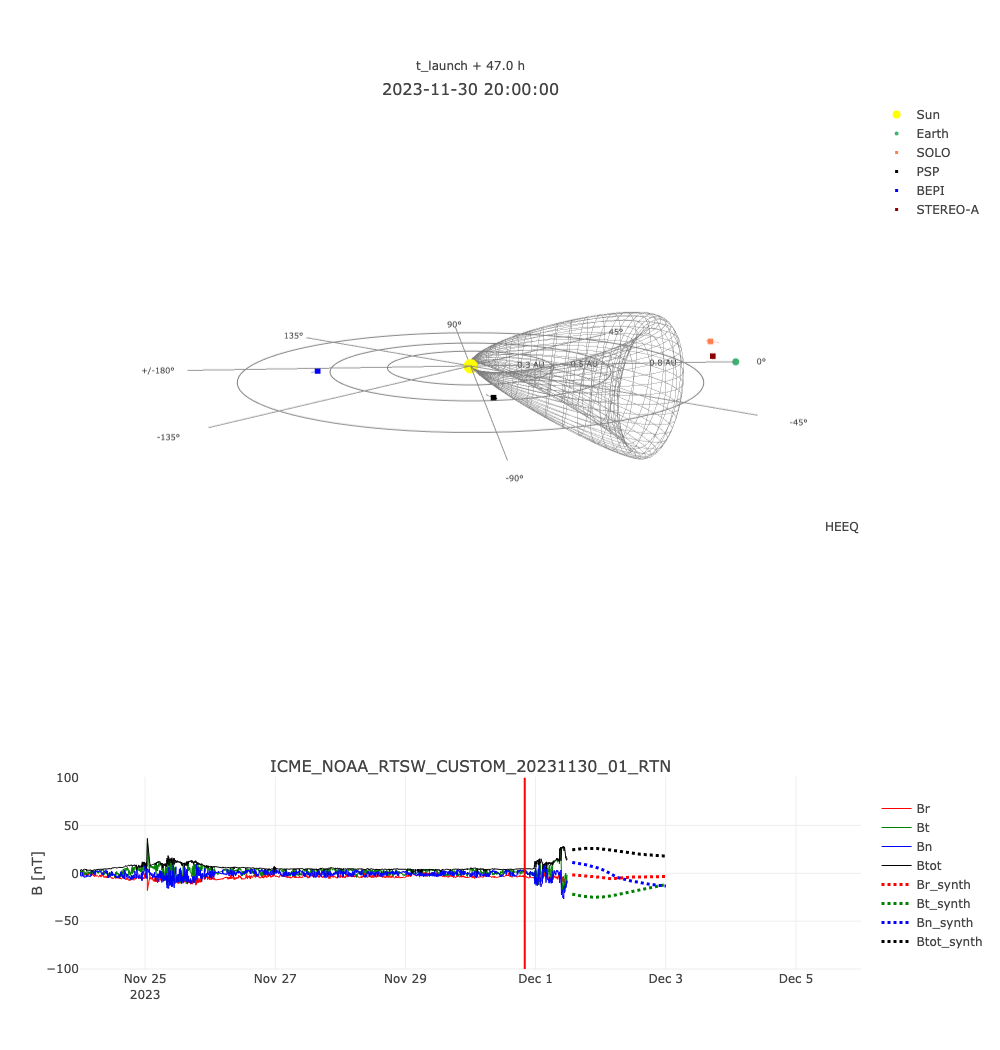 t_launch + 47.0 h
2023-11-30 20:00:00
Sun
Earth
SOLO
PSP
BEPI
STEREO-A
90°
135°
45°
+/-180°
0.3 AU
0.5 AU
0.8 AU
0°
-135°
-45°
-90°
HEEQ
ICME_NOAA_RTSW_CUSTOM_20231130_01_RTN
B [nT]
100
50
0
−50
−100
Nov 25
2023
Nov 27
Nov 29
Dec 1
Dec 3
Dec 5
Br
Bt
Bn
Btot
Br_synth
Bt_synth
Bn_synth
Btot_synth